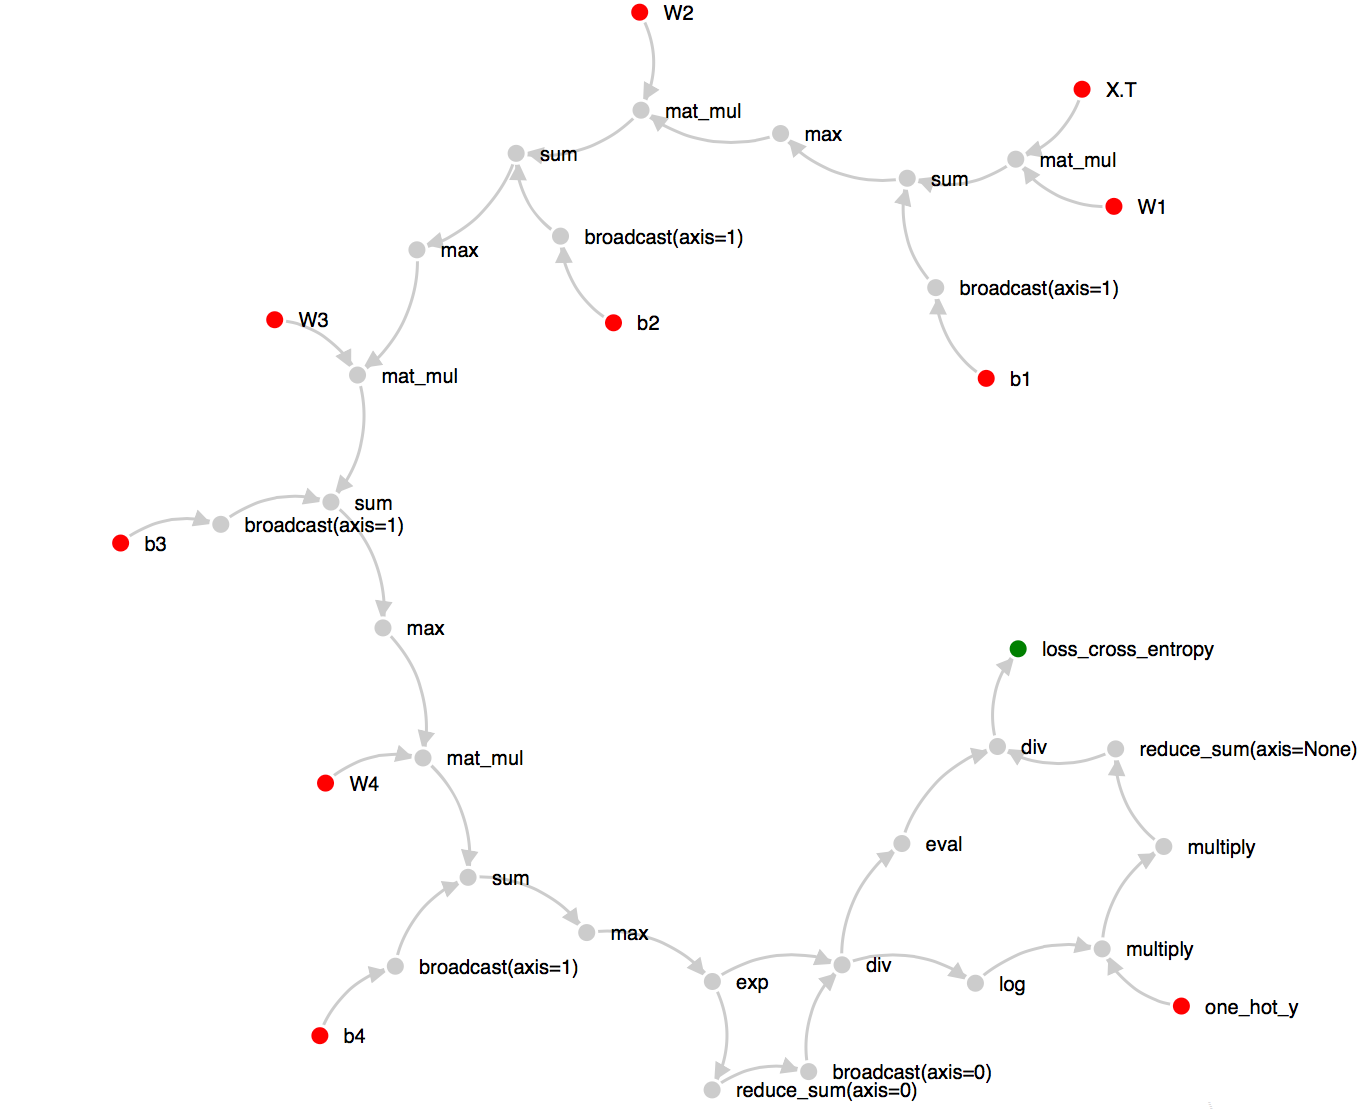 W2
X.T
mat_mul
max
mat_mul
sum
sum
W1
broadcast(axis=1)
max
broadcast(axis=1)
W3
b2
mat_mul
b1
sum
broadcast(axis=1)
b3
max
loss_cross_entropy
div
reduce_sum(axis=None)
mat_mul
W4
eval
multiply
sum
max
multiply
broadcast(axis=1)
div
exp
log
one_hot_y
b4
broadcast(axis=0)
reduce_sum(axis=0)